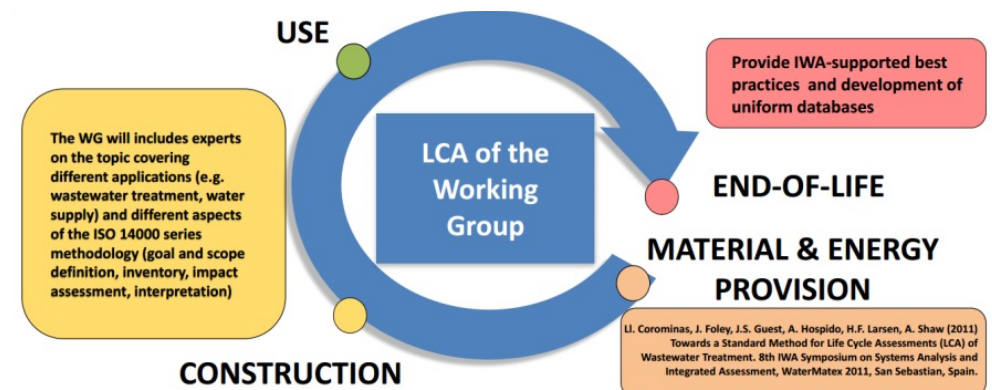 USE
Provide IWA-supported best
practices and development of
uniform databases
The WG will includes experts
on the topic covering
different applications (e.g.
wastewater treatment, water
supply) and different aspects
of the ISO 14000 series
methodology (goal and scope
definition, inventory, impact
assessment, interpretation)
LCA of the
Working
Group
END-OF-LIFE
MATERIAL & ENERGY
PROVISION
Ll. Corominas, J. Foley, J.S. Guest, A. Hospido, H.F. Larsen, A. Shaw (2011)
Towards a Standard Method for Life Cycle Assessments (LCA) of
Wastewater Treatment. 8th IWA Symposium on Systems Analysis and
Integrated Assessment, WaterMatex 2011, San Sebastian, Spain.
CONSTRUCTION